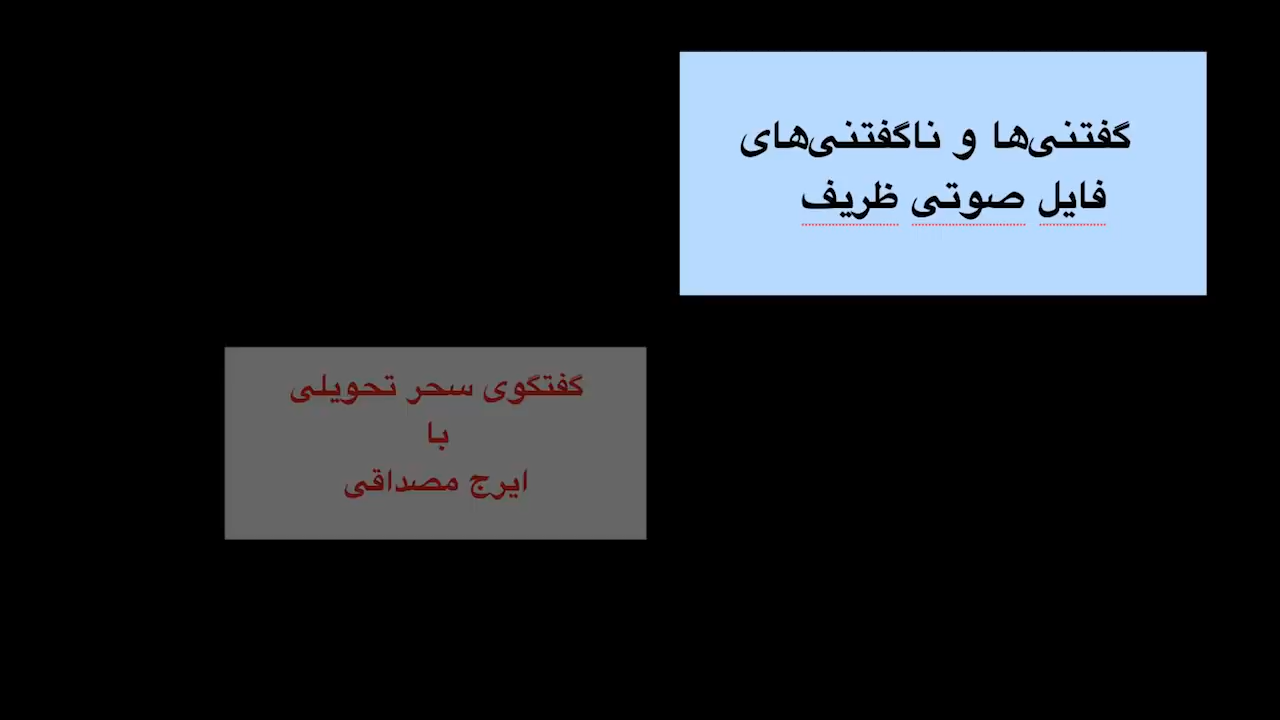 گفتنی‌ها و ناگفتنی‌های
فایل صوتی ظریف
گفتگوی سحر تحویلی
با
ایرج مصداقی